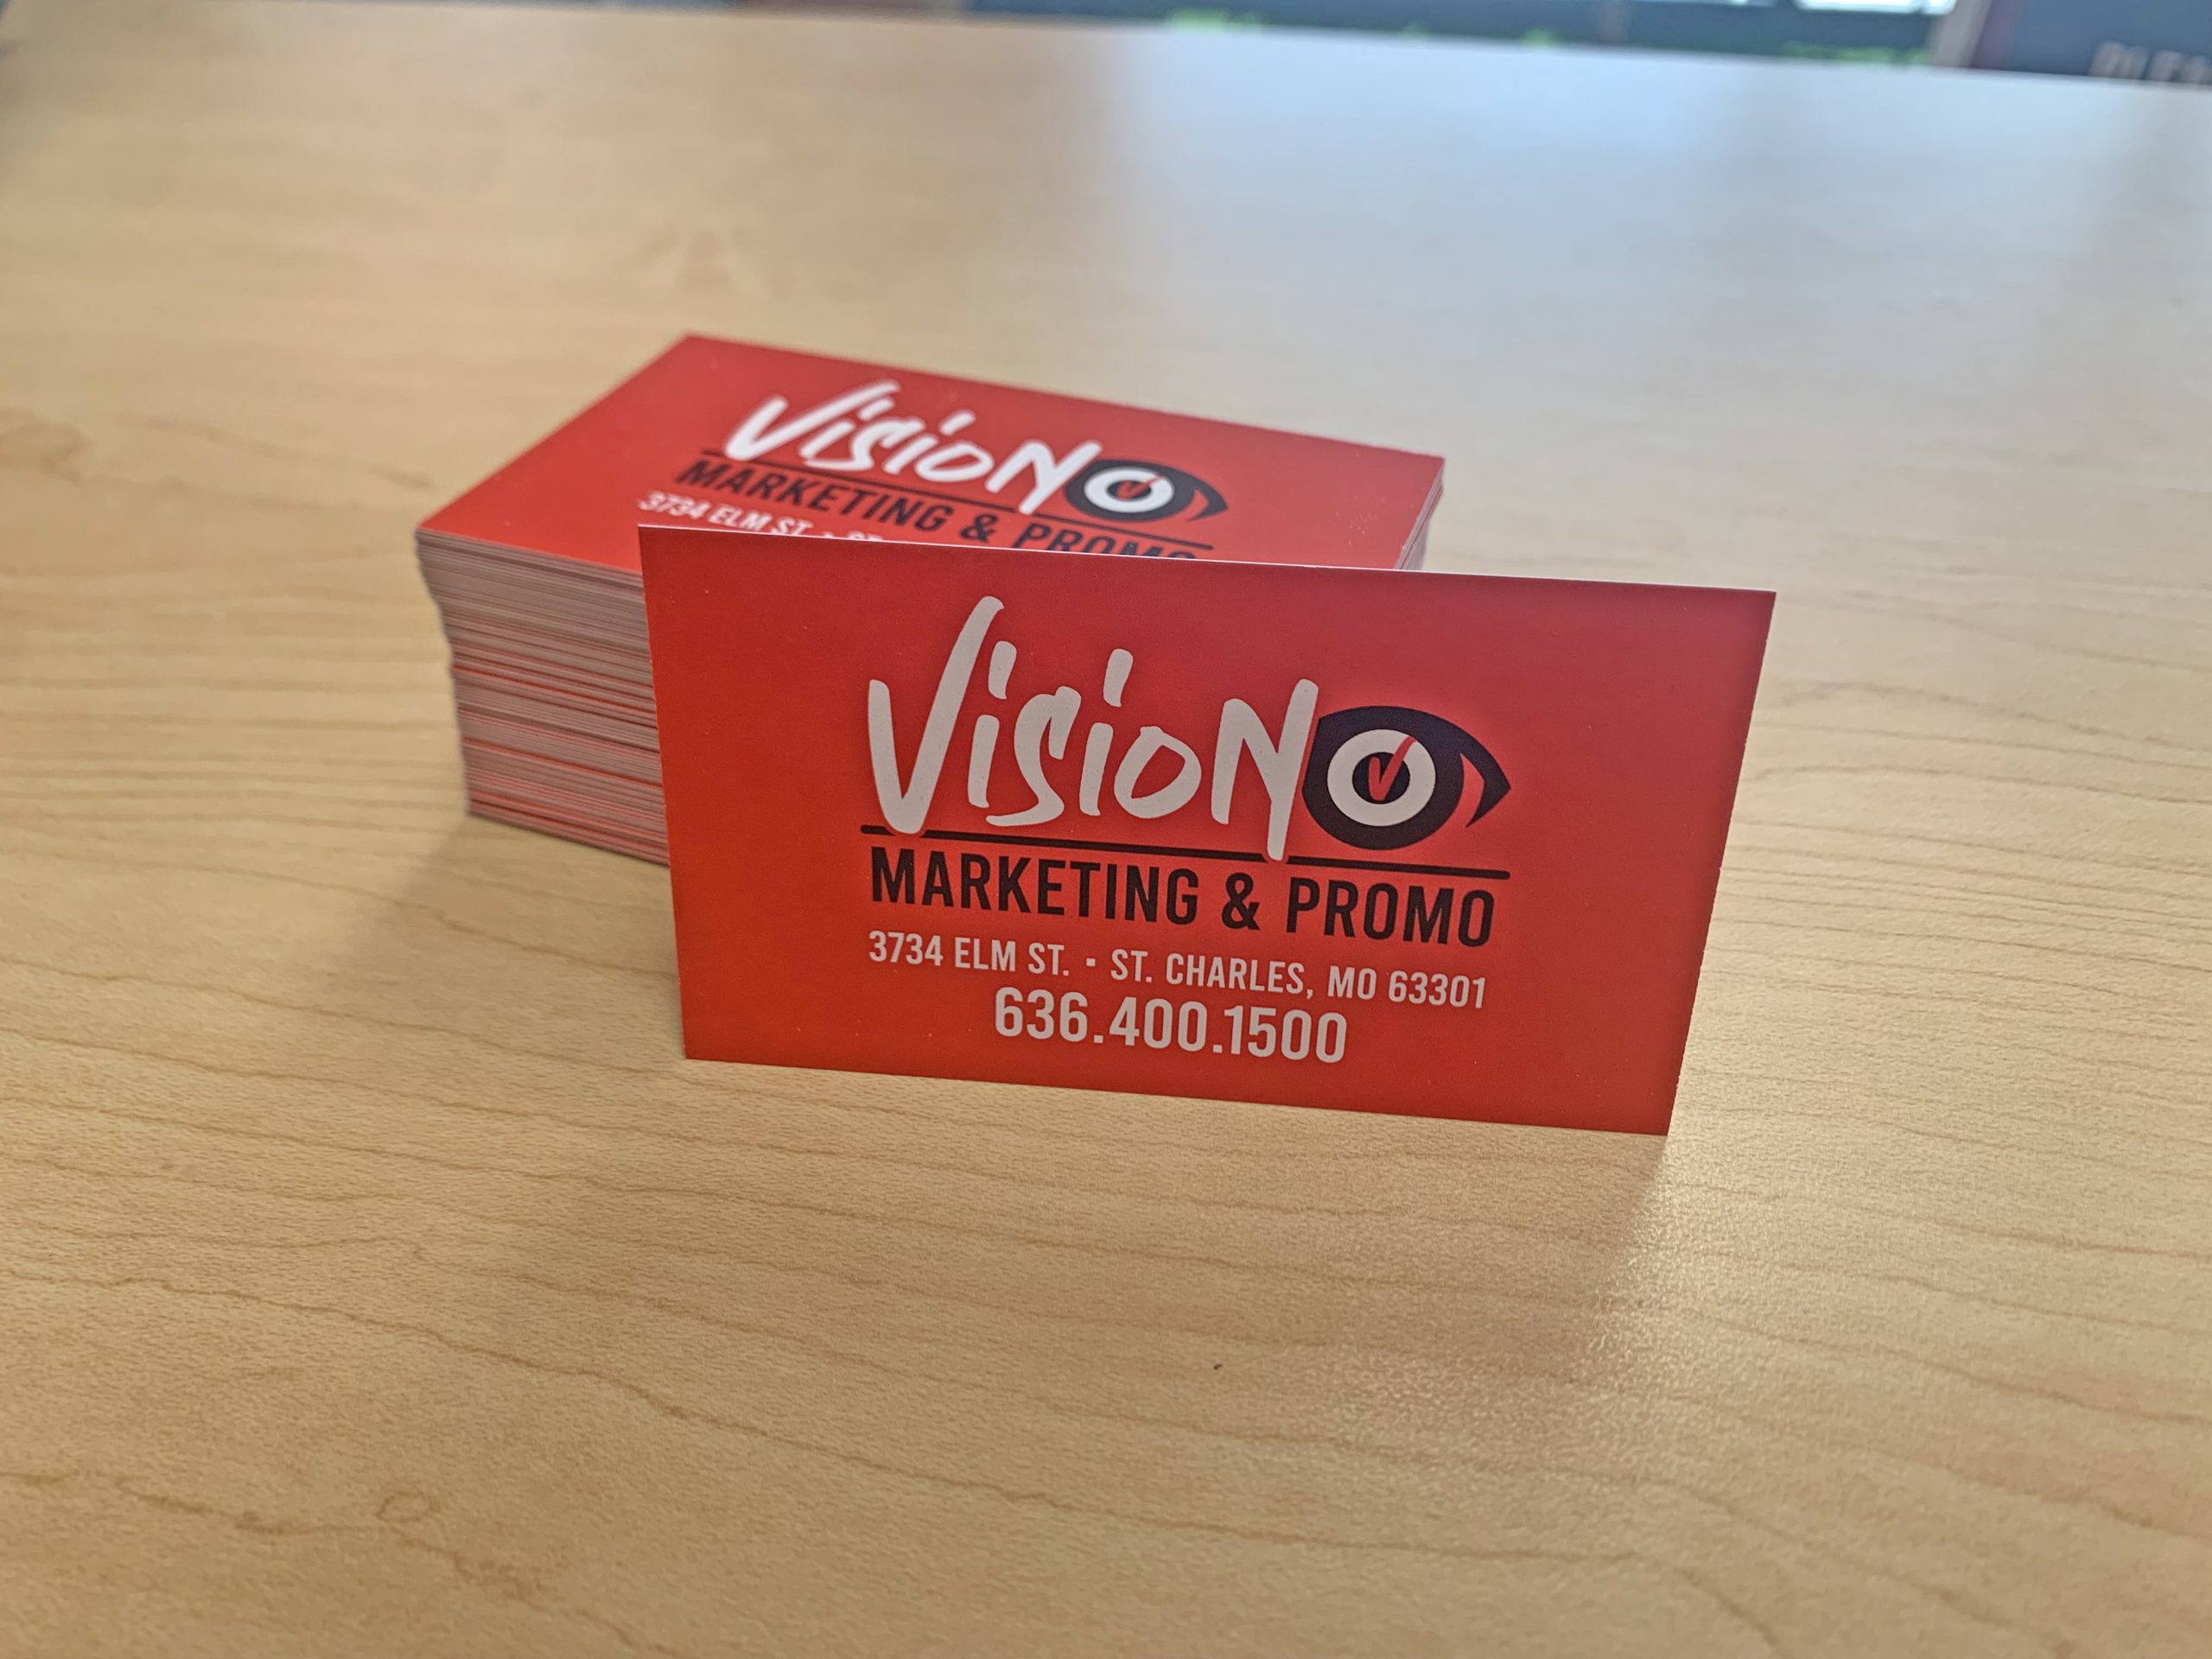 VisioN
MARKETING & PROMO
3734 ELM ST. • ST.
VisioN
MARKETING & PROMO
3734 ELM ST. • ST. CHARLES, MO 63301
636.400.1500